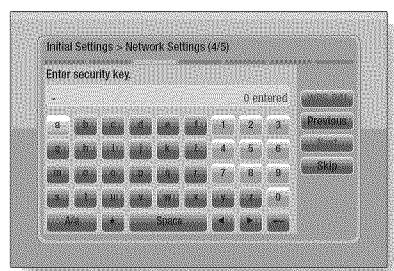 Initial Settings > Network Settings (4/5)
Enter security key.
0 entered
a b c d e f 1 2 3
Previous
g h i j k l 4 5 6
Next
m n o p q r 7 8 9
Skip
s t u v w x y z 0
A/a Space